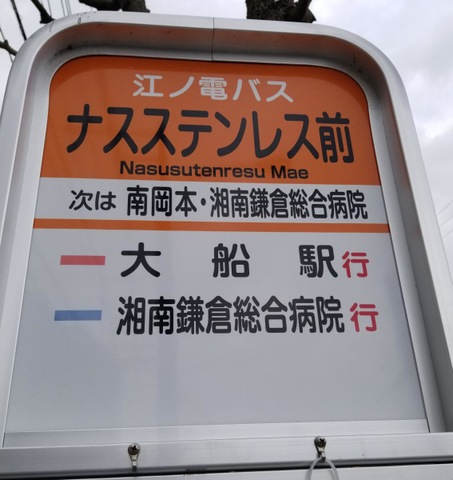 江ノ電バス
ナスステンレス前
Nasusutenresu Mae
次は 南岡本・湘南鎌倉総合病院
大船駅行
湘南鎌倉総合病院行